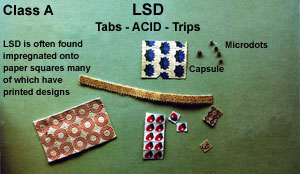 Class A
LSD
Tabs - ACID - Trips
LSD is often found
impregnated onto
paper squares many
of which have
printed designs
Microdots
Capsule